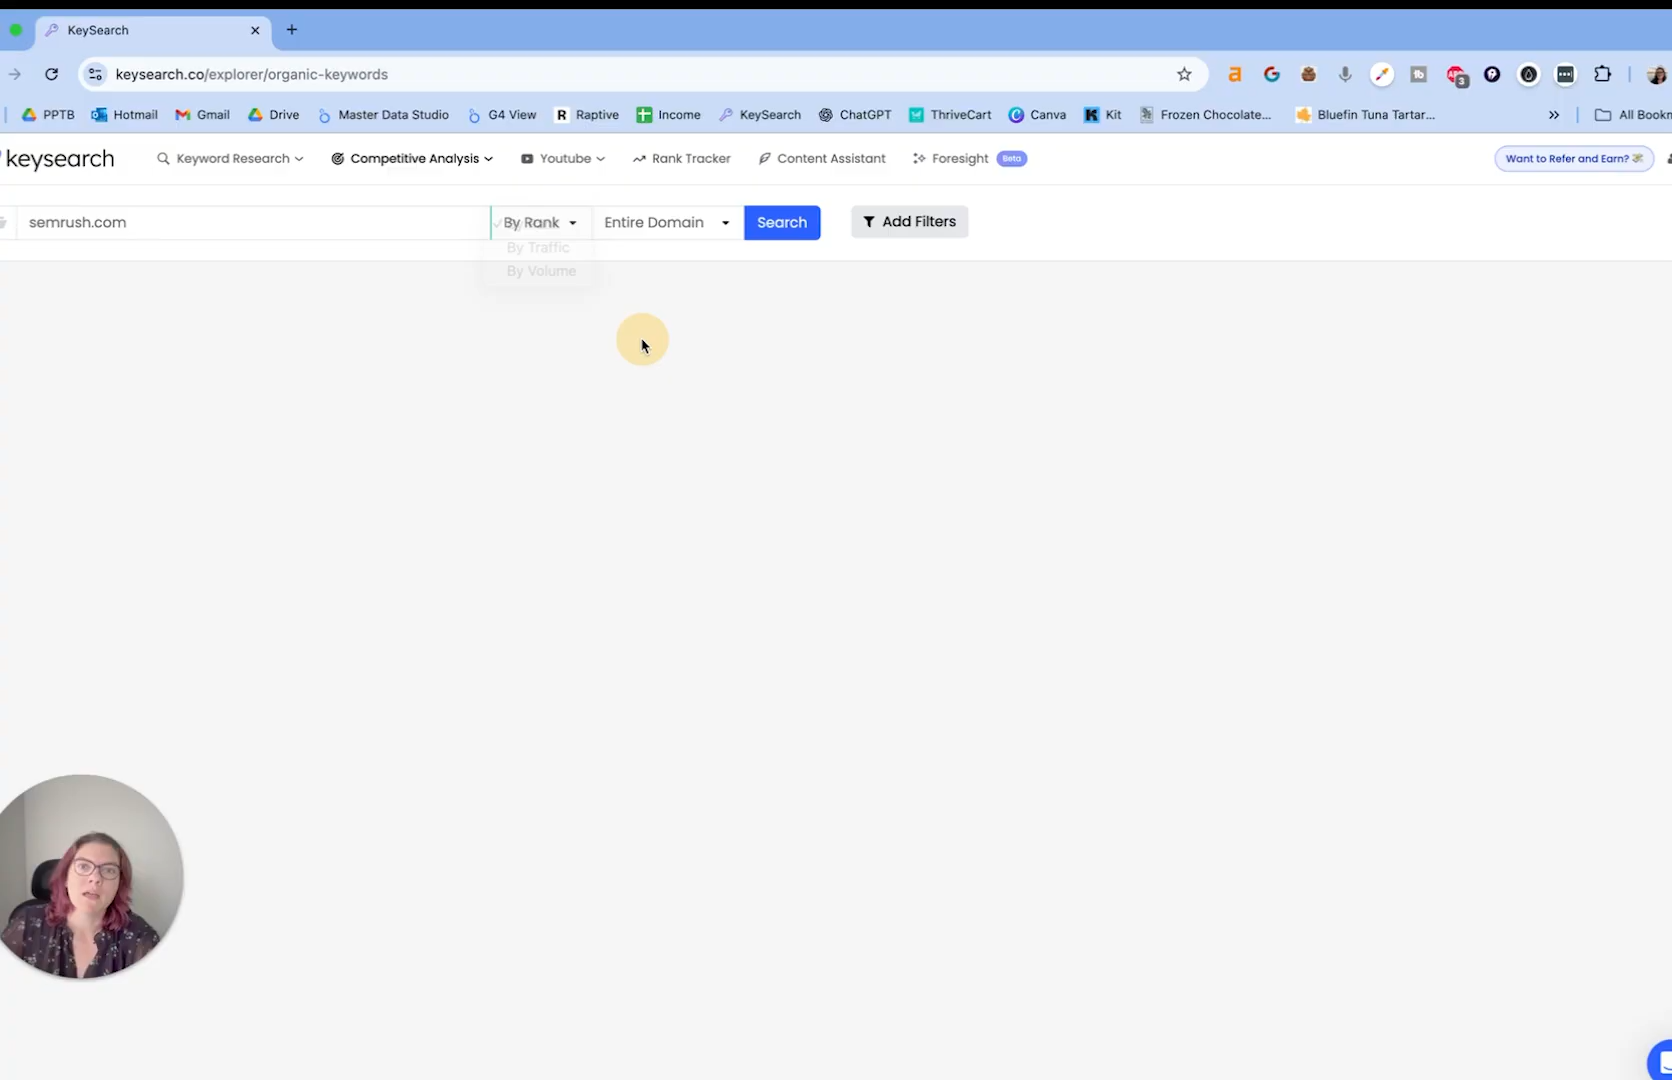 KeySearch
keysearch.co/explorer/organic-keywords
3
PPTB Hotmail Gmail Drive Master Data Studio G4 View Raptive Income KeySearch ChatGPT ThriveCart Canva Kit Frozen Chocolate... Bluefin Tuna Tartar... All Bookm
keysearch Keyword Research Competitive Analysis Youtube Rank Tracker Content Assistant Foresight Beta Want to Refer and Earn?
semrush.com By Rank Entire Domain Search Add Filters
By Traffic
By Volume